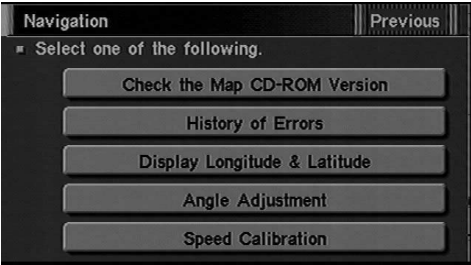 Navigation Previous
Select one of the following.
Check the Map CD-ROM Version
History of Errors
Display Longitude & Latitude
Angle Adjustment
Speed Calibration